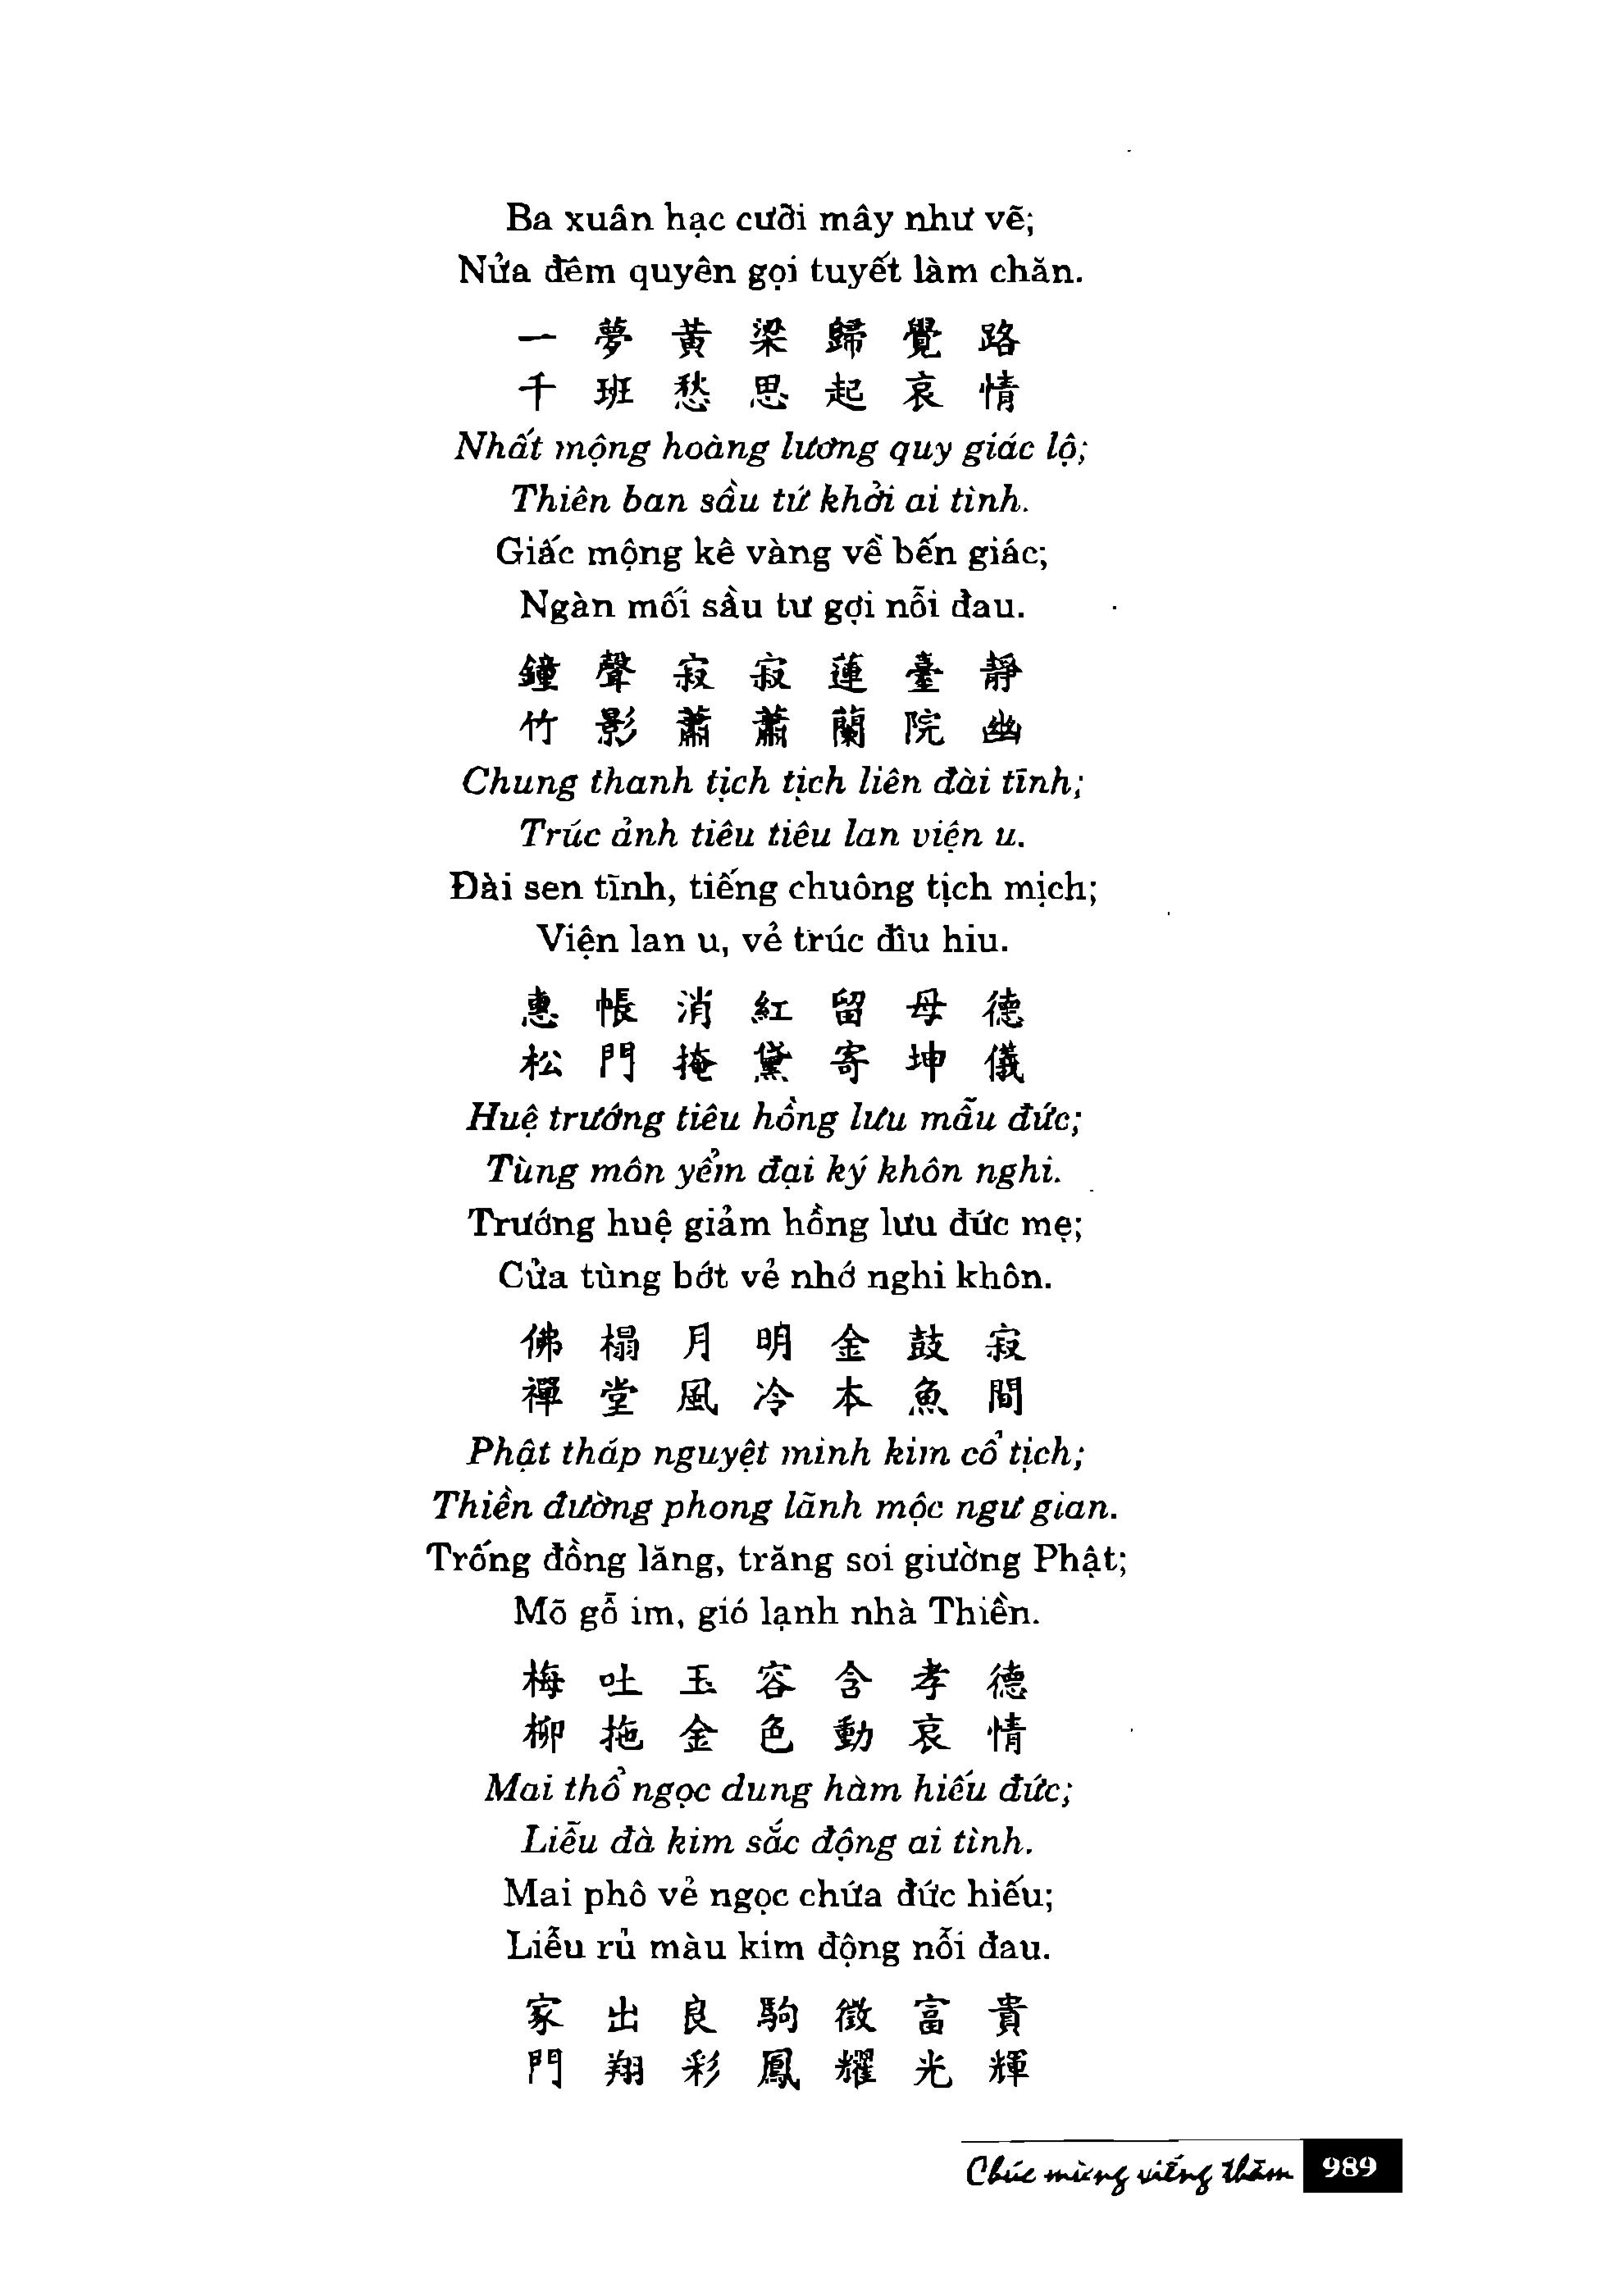 Ba xuân hạc cưỡi mây như vẽ;
Nửa đêm quyên gọi tuyết làm chăn.
一夢黃梁歸覺路
千班愁思起哀情
Nhất mộng hoàng lương quy giác lộ;
Thiên ban sầu tứ khởi ai tình.
Giấc mộng kê vàng về bến giác;
Ngàn mối sầu tư gợi nỗi đau.
鐘聲寂寂蓮臺靜
竹影蕭蕭蘭院幽
Chung thanh tịch tịch liên đài tĩnh;
Trúc ảnh tiêu tiêu lan viện u.
Đài sen tĩnh, tiếng chuông tịch mịch;
Viện lan u, vẻ trúc đìu hiu.
惠帳消紅留母德
松門掩黛寄坤儀
Huệ trướng tiêu hồng lưu mẫu đức;
Tùng môn yểm đại ký khôn nghi.
Trướng huệ giảm hồng lưu đức mẹ;
Cửa tùng bớt vẻ nhớ nghi khôn.
佛榻月明金鼓寂
禪堂風冷本魚間
Phật tháp nguyệt minh kim cổ tịch;
Thiền đường phong lãnh mộc ngư gian.
Trống đồng lăng, trăng soi giường Phật;
Mõ gỗ im, gió lạnh nhà Thiền.
梅吐玉容含孝德
柳拖金色動哀情
Mai thổ ngọc dung hàm hiếu đức;
Liễu đà kim sắc động ai tình.
Mai phô vẻ ngọc chứa đức hiếu;
Liễu rủ màu kim động nỗi đau.
家出良駒徵富貴
門翔彩鳳耀光輝
Chúc mừng viếng thăm 989